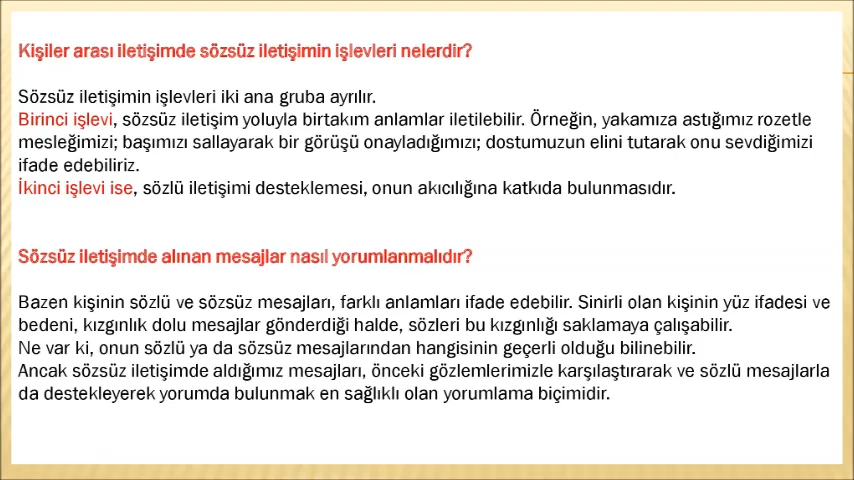 Kişiler arası iletişimde sözsüz iletişimin işlevleri nelerdir?
Sözsüz iletişimin işlevleri iki ana gruba ayrılır.
Birinci işlevi, sözsüz iletişim yoluyla birtakım anlamlar iletilebilir. Örneğin, yakamıza astığımız rozetle
mesleğimizi; başımızı sallayarak bir görüşü onayladığımızı; dostumuzun elini tutarak onu sevdiğimizi
ifade edebiliriz.
İkinci işlevi ise, sözlü iletişimi desteklemesi, onun akıcılığına katkıda bulunmasıdır.
Sözsüz iletişimde alınan mesajlar nasıl yorumlanmalıdır?
Bazen kişinin sözlü ve sözsüz mesajları, farklı anlamları ifade edebilir. Sinirli olan kişinin yüz ifadesi ve
bedeni, kızgınlık dolu mesajlar gönderdiği halde, sözleri bu kızgınlığı saklamaya çalışabilir.
Ne var ki, onun sözlü ya da sözsüz mesajlarından hangisinin geçerli olduğu bilinebilir.
Ancak sözsüz iletişimde aldığımız mesajları, önceki gözlemlerimizle karşılaştırarak ve sözlü mesajlarla
da destekleyerek yorumda bulunmak en sağlıklı olan yorumlama biçimidir.